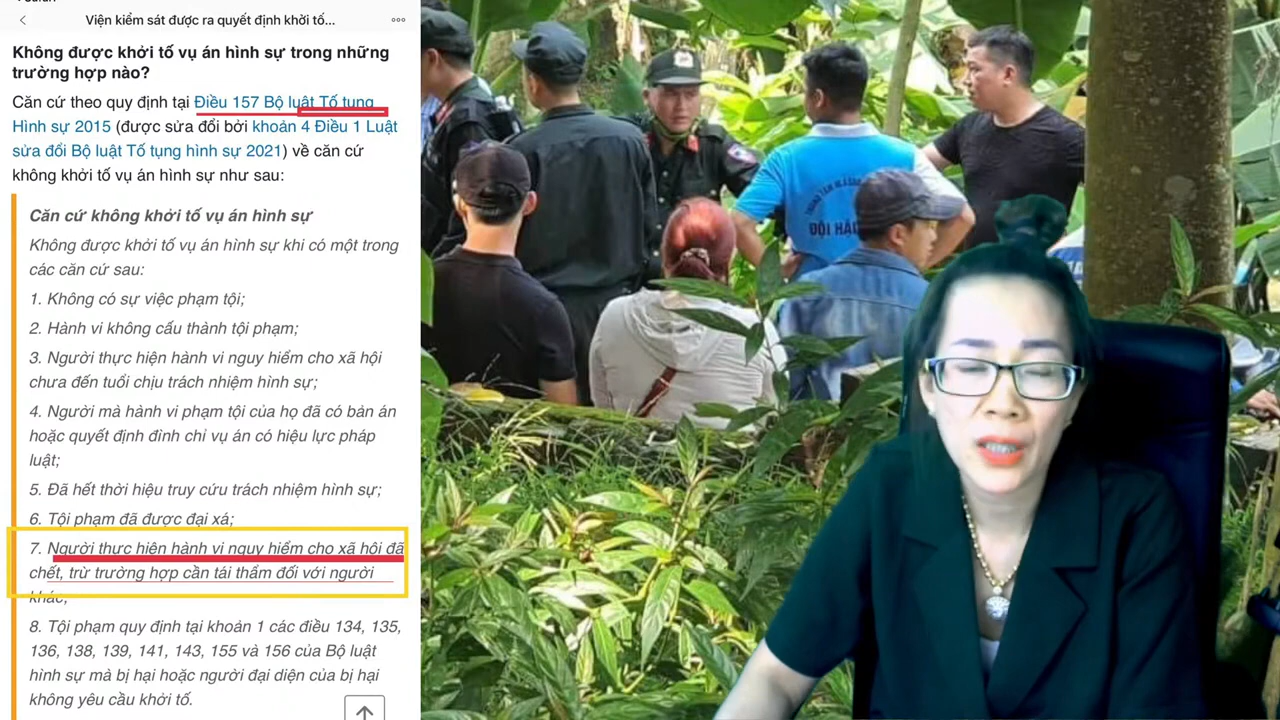 Viện kiểm sát được ra quyết định khởi tố...
Không được khởi tố vụ án hình sự trong những
trường hợp nào?
Căn cứ theo quy định tại Điều 157 Bộ luật Tố tụng
Hình sự 2015 (được sửa đổi bởi khoản 4 Điều 1 Luật
sửa đổi Bộ luật Tố tụng hình sự 2021) về căn cứ
không khởi tố vụ án hình sự như sau:
Căn cứ không khởi tố vụ án hình sự
Không được khởi tố vụ án hình sự khi có một trong
các căn cứ sau:
1. Không có sự việc phạm tội;
2. Hành vi không cấu thành tội phạm;
3. Người thực hiện hành vi nguy hiểm cho xã hội
chưa đến tuổi chịu trách nhiệm hình sự;
4. Người mà hành vi phạm tội của họ đã có bản án
hoặc quyết định đình chỉ vụ án có hiệu lực pháp
luật;
5. Đã hết thời hiệu truy cứu trách nhiệm hình sự;
6. Tội phạm đã được đại xá;
7. Người thực hiện hành vi nguy hiểm cho xã hội đã
chết, trừ trường hợp cần tái thẩm đối với người
khác;
8. Tội phạm quy định tại khoản 1 các điều 134, 135,
136, 138, 139, 141, 143, 155 và 156 của Bộ luật
hình sự mà bị hại hoặc người đại diện của bị hại
không yêu cầu khởi tố.
TRUNG TÂM
ĐỘI